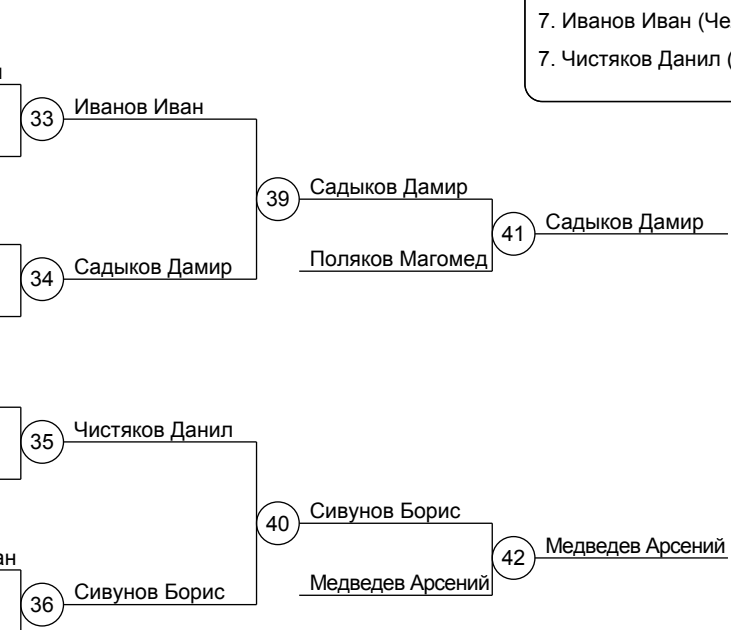 7. Иванов Иван
7. Чистяков Данил
33 Иванов Иван
39 Садыков Дамир
41 Садыков Дамир
Поляков Магомед
34 Садыков Дамир
35 Чистяков Данил
40 Сивунов Борис
42 Медведев Арсений
Медведев Арсений
36 Сивунов Борис